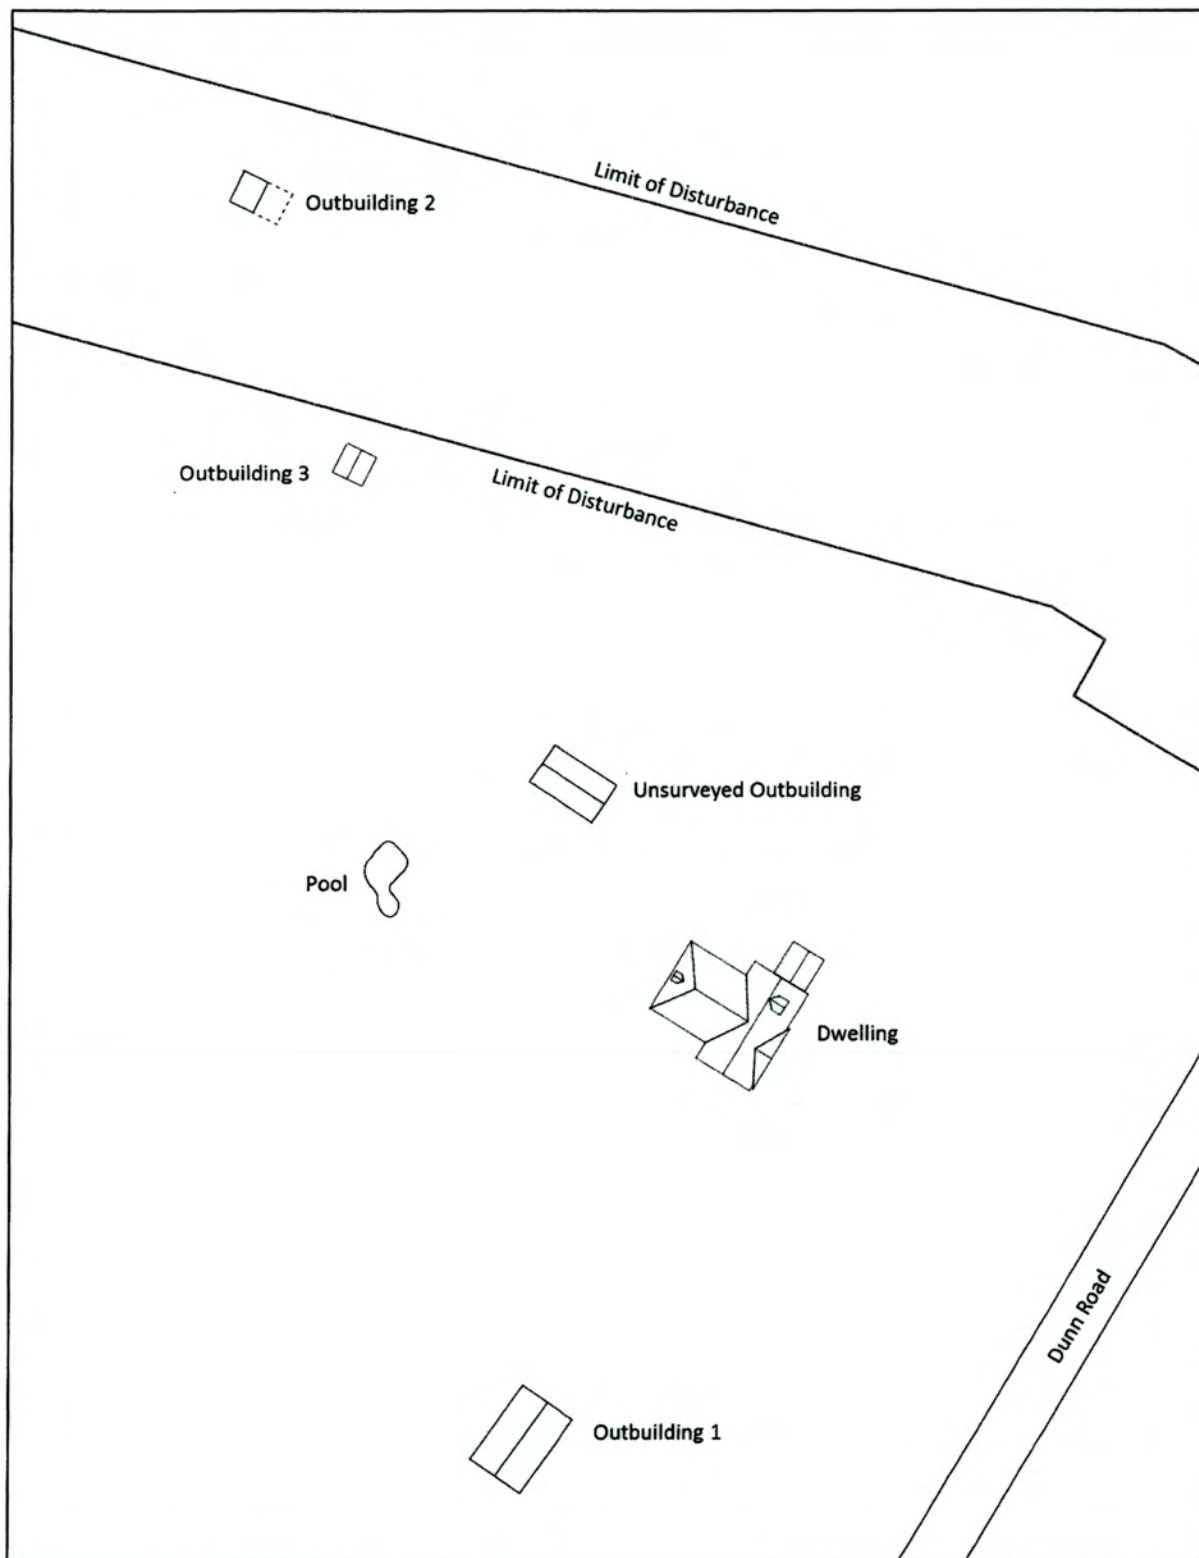 Limit of Disturbance
Outbuilding 2
Outbuilding 3
Limit of Disturbance
Unsurveyed Outbuilding
Pool
Dwelling
Dunn Road
Outbuilding 1